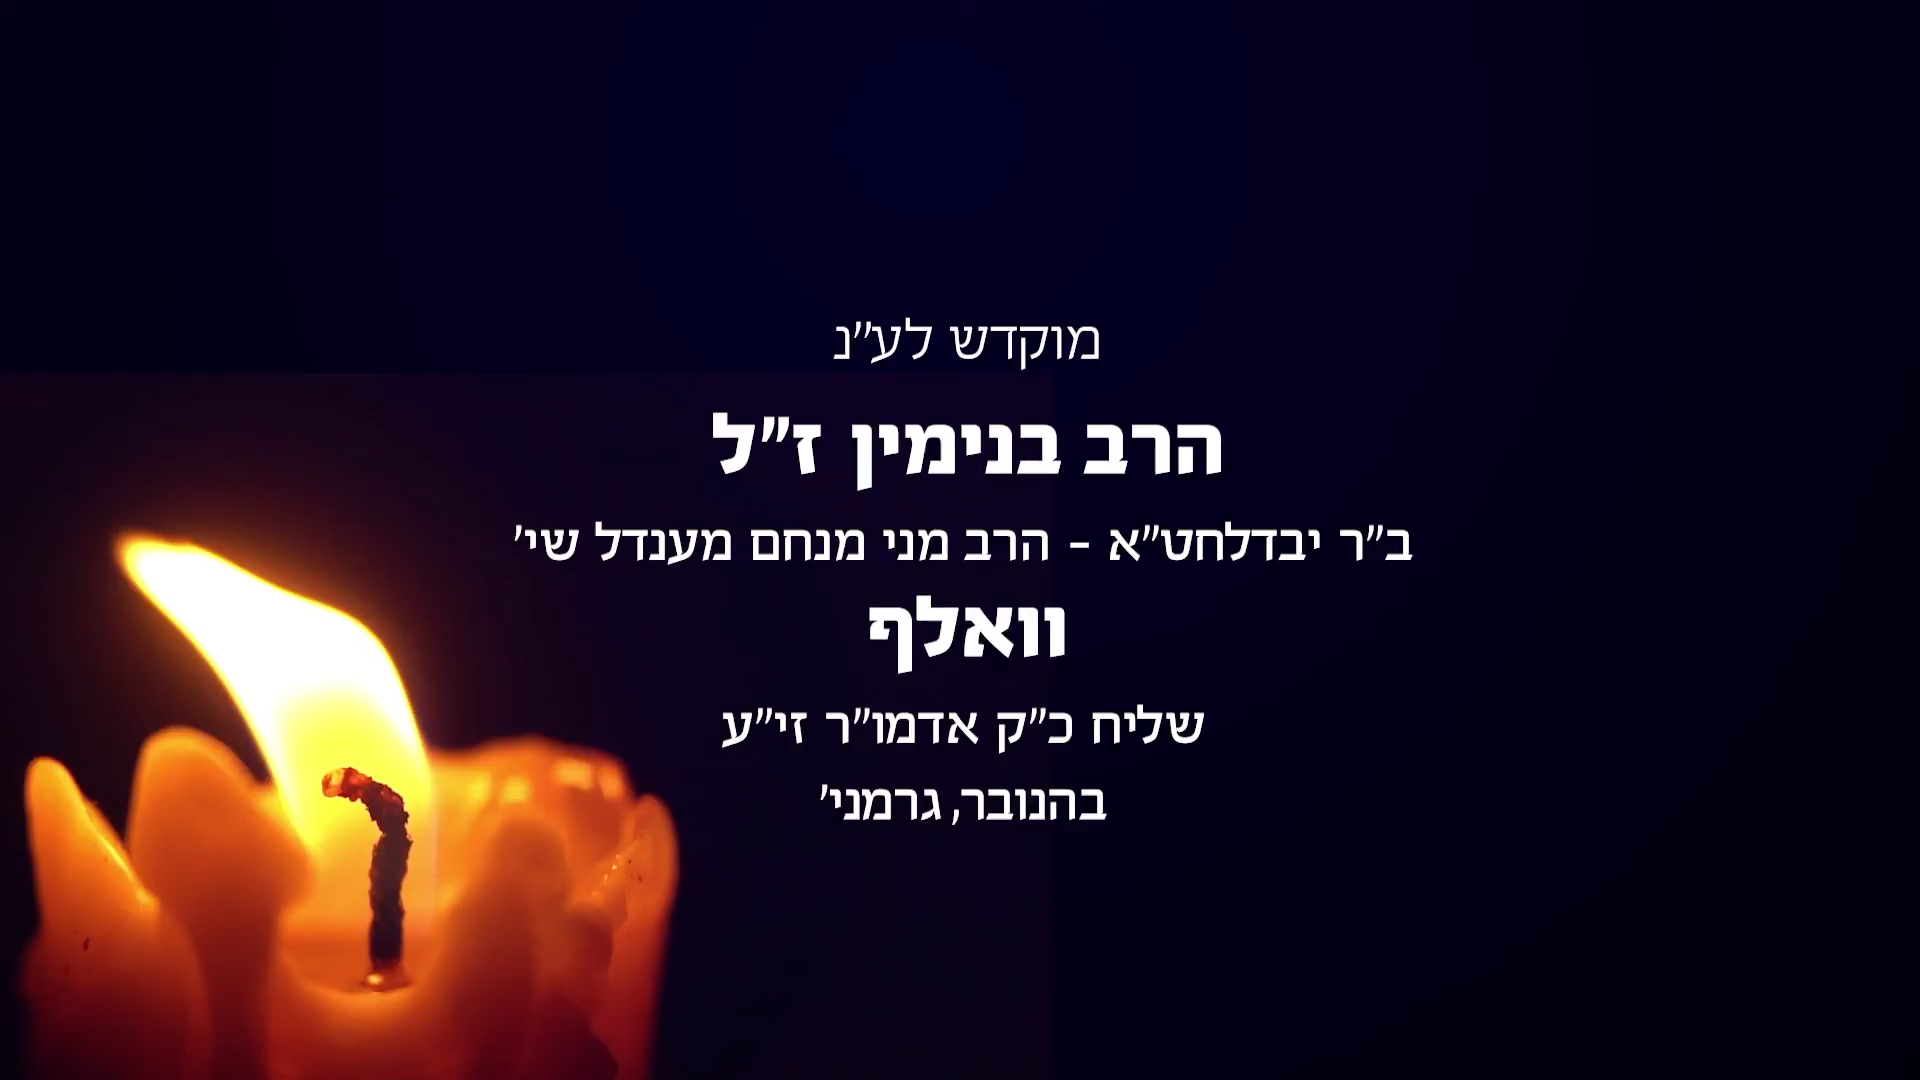 מוקדש לע"נ
הרב בנימין ז"ל
ב"ר יבדלחט"א - הרב מני מנחם מענדל שי'
וואלף
שליח כ"ק אדמו"ר זי"ע
בהנובר, גרמני'